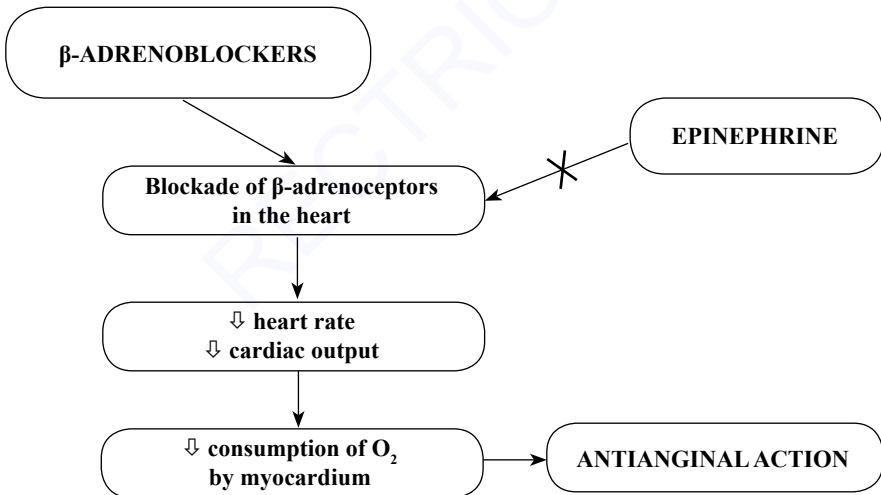 β-ADRENOBLOCKERS
EPINEPHRINE
Blockade of β-adrenoceptors
in the heart
⇩ heart rate
⇩ cardiac output
⇩ consumption of O₂
by myocardium
ANTIANGINAL ACTION